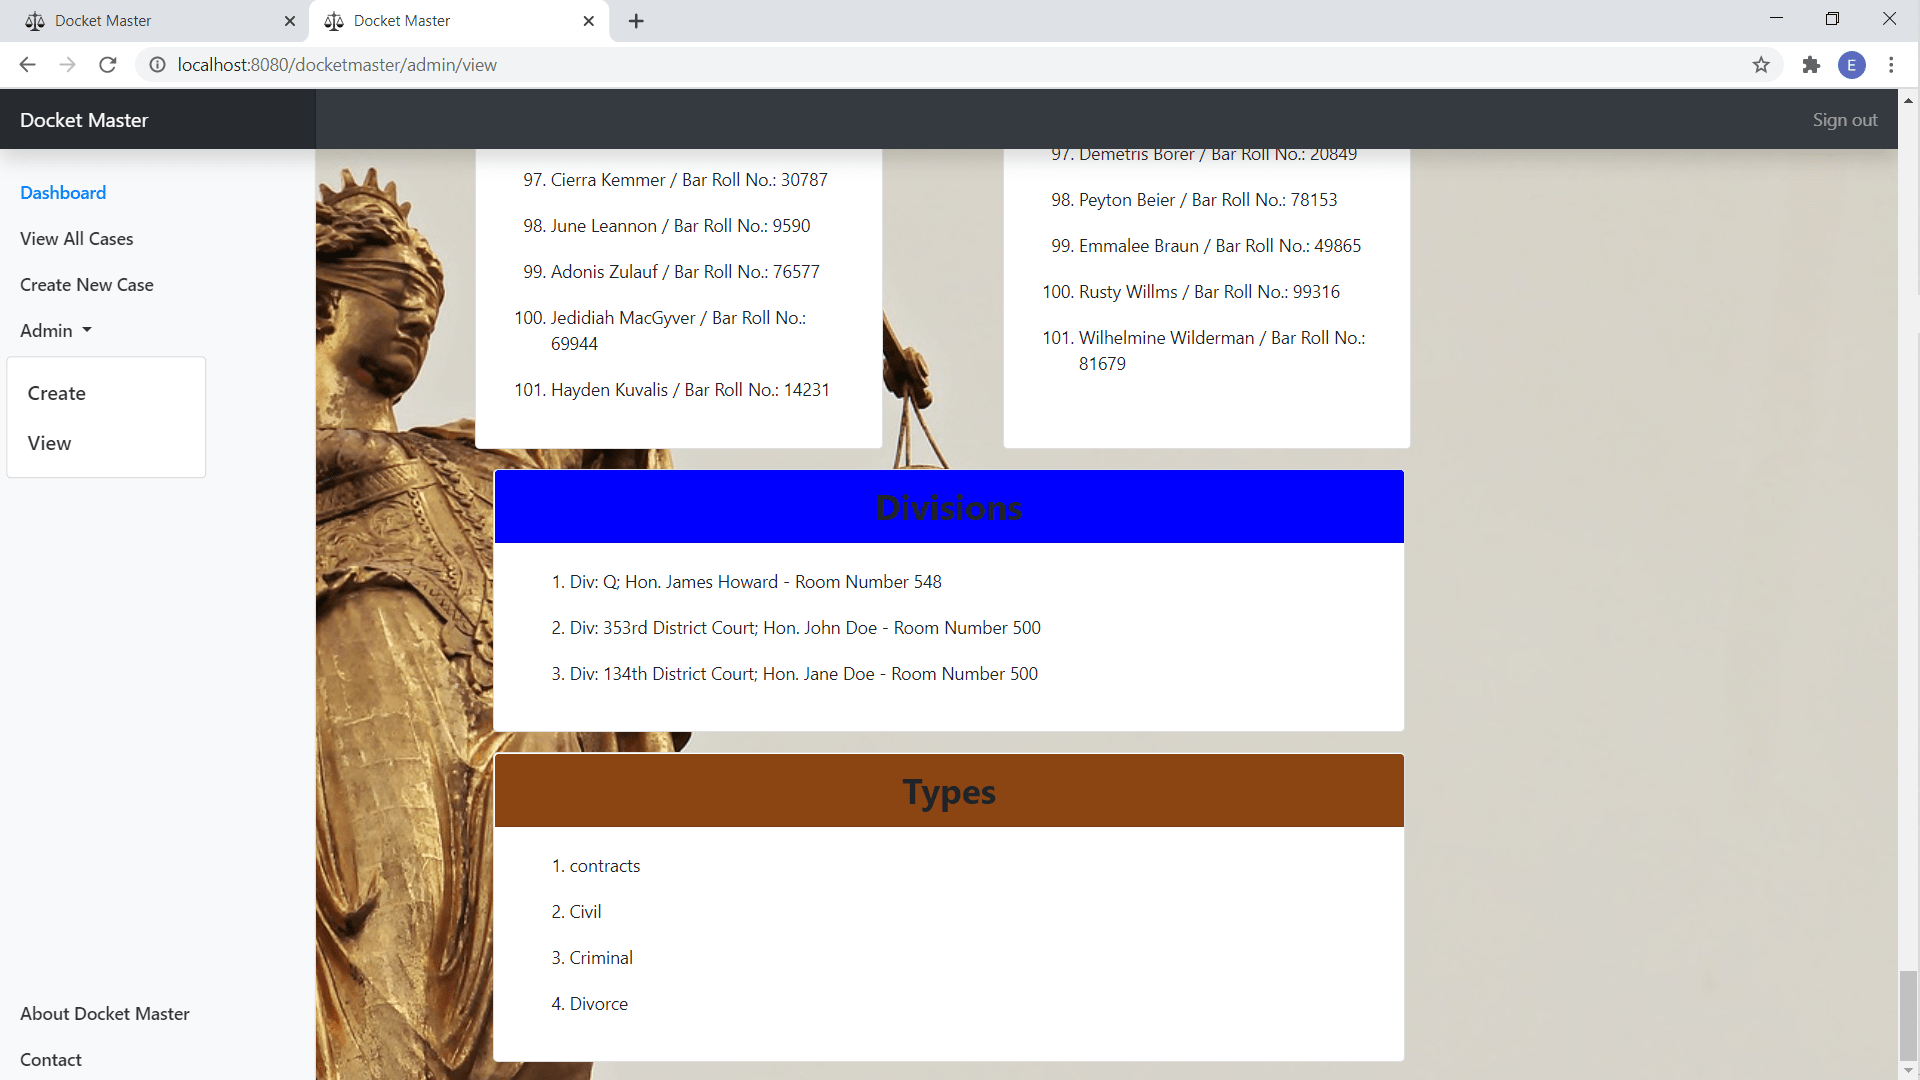 Docket Master
Docket Master
localhost:8080/docketmaster/admin/view
E
Docket Master
Sign out
Dashboard
View All Cases
Create New Case
Admin
Create
View
About Docket Master
Contact
97. Cierra Kemmer / Bar Roll No.: 30787
98. June Leannon / Bar Roll No.: 9590
99. Adonis Zulauf / Bar Roll No.: 76577
100. Jedidiah MacGyver / Bar Roll No.:
69944
101. Hayden Kuvalis / Bar Roll No.: 14231
97. Demetris Borer / Bar Roll No.: 20849
98. Peyton Beier / Bar Roll No.: 78153
99. Emmalee Braun / Bar Roll No.: 49865
100. Rusty Willms / Bar Roll No.: 99316
101. Wilhelmine Wilderman / Bar Roll No.:
81679
Divisions
1. Div: Q; Hon. James Howard - Room Number 548
2. Div: 353rd District Court; Hon. John Doe - Room Number 500
3. Div: 134th District Court; Hon. Jane Doe - Room Number 500
Types
1. contracts
2. Civil
3. Criminal
4. Divorce